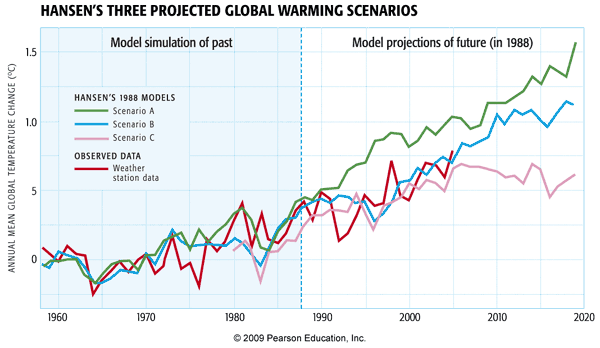 HANSEN'S THREE PROJECTED GLOBAL WARMING SCENARIOS
Model simulation of past
Model projections of future (in 1988)
ANNUAL MEAN GLOBAL TEMPERATURE CHANGE (°C)
1.5
1.0
5
0
HANSEN'S 1988 MODELS
Scenario A
Scenario B
Scenario C
OBSERVED DATA
Weather
station data
1960
1970
1980
1990
2000
2010
2020
© 2009 Pearson Education, Inc.